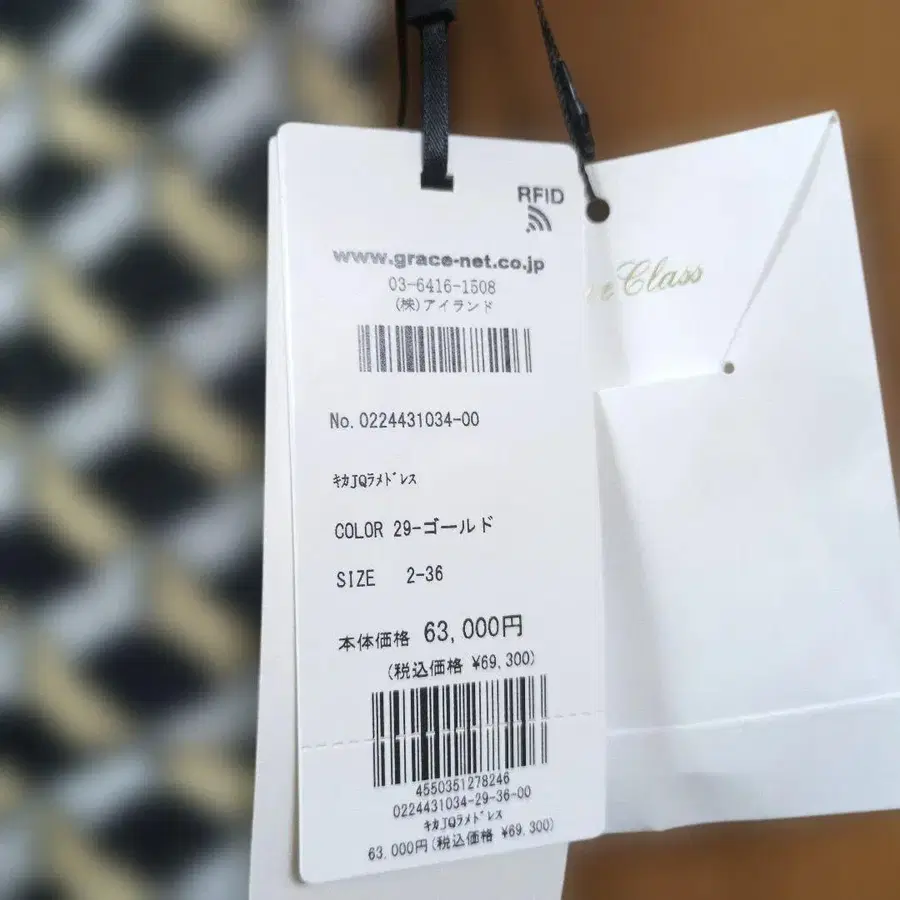 RFID
www.grace-net.co.jp
03-6416-1508
(株)アイランド
No. 0224431034-00
ｷｶJQﾗﾒﾄﾞﾚｽ
COLOR 29-ゴールド
SIZE 2-36
本体価格 63,000円
(税込価格 ¥69,300)
4550351278246
0224431034-29-36-00
ｷｶJQﾗﾒﾄﾞﾚｽ
63,000円(税込価格 ¥69,300)
Class